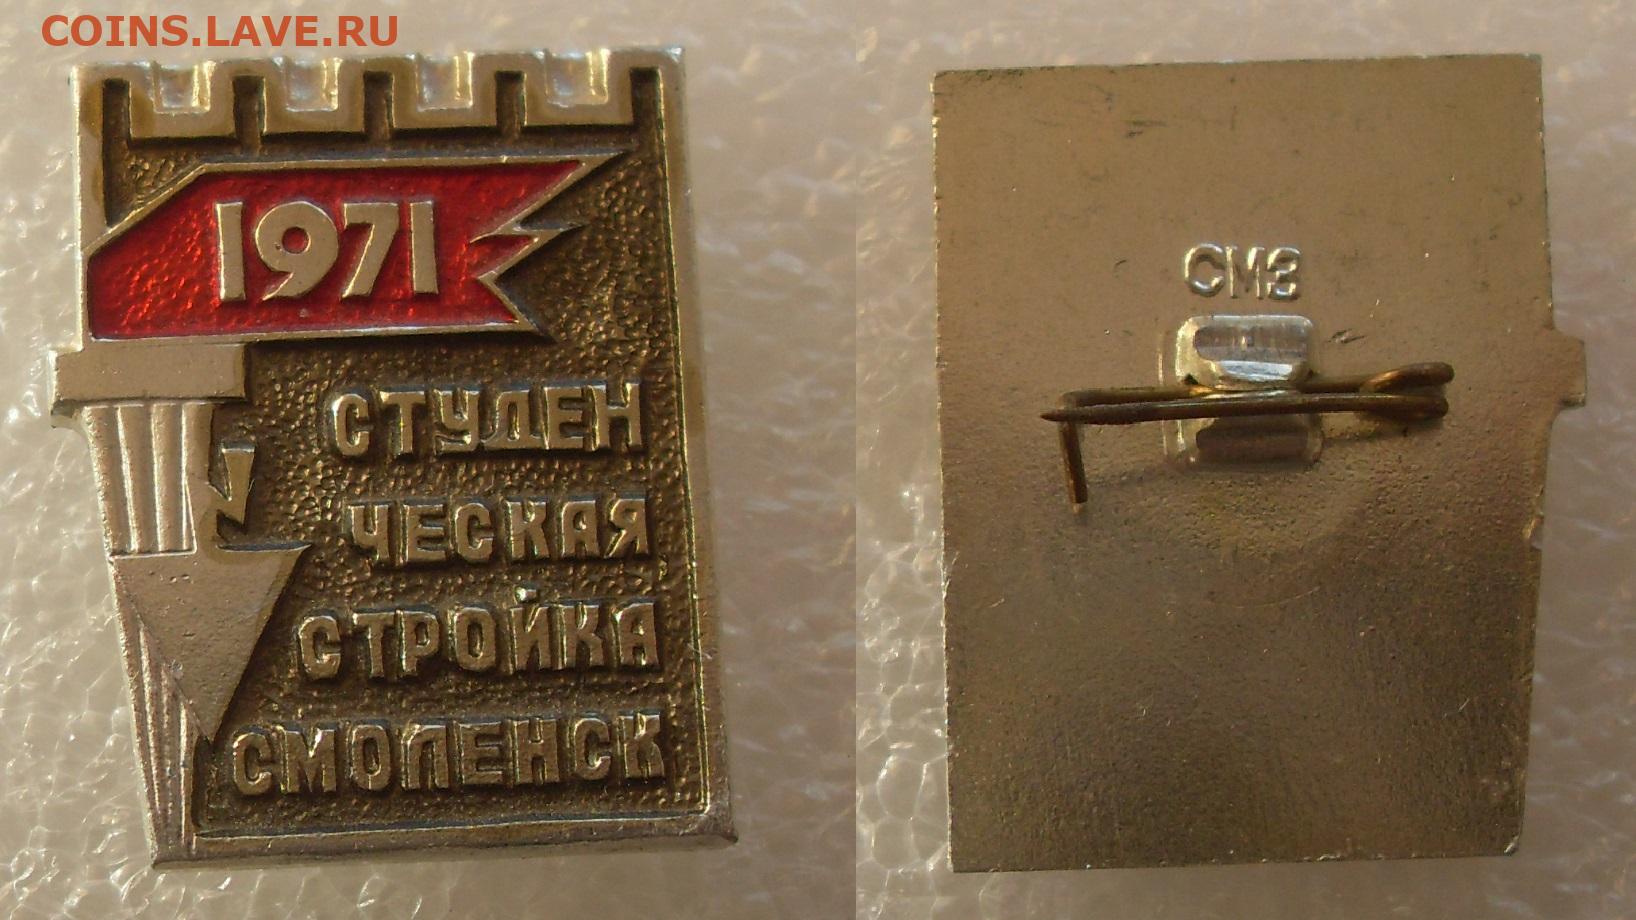 COINS.LAVE.RU
1971
СТУДЕН
ЧЕСКАЯ
СТРОЙКА
СМОЛЕНСК
СМЗ